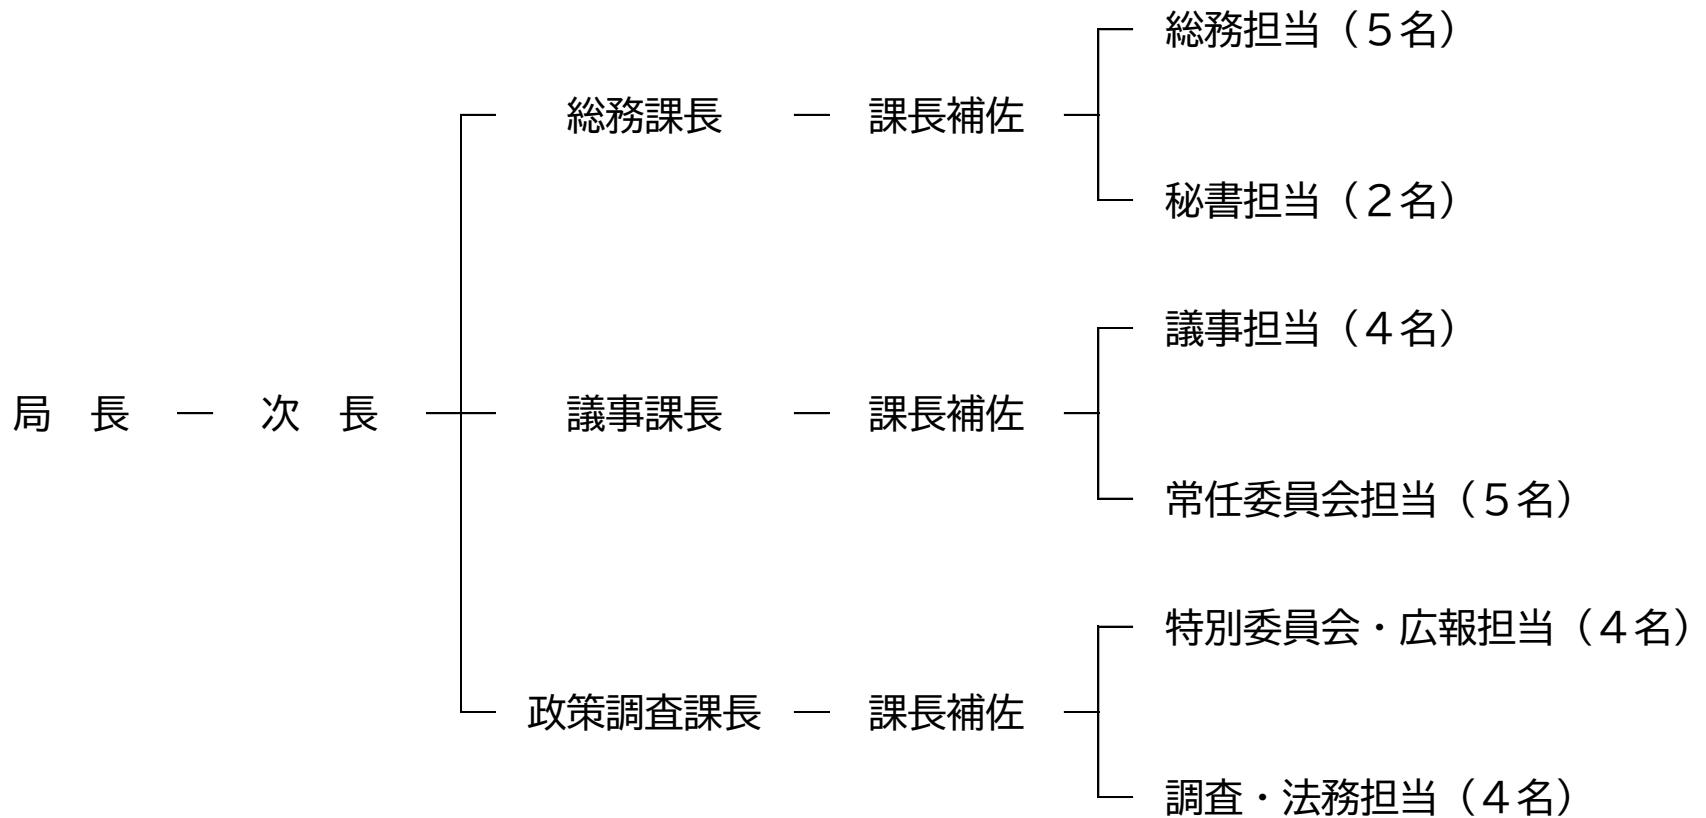 総務担当（５名）
総務課長 課長補佐
秘書担当（２名）
議事担当（４名）
局　長 次　長 議事課長 課長補佐
常任委員会担当（５名）
特別委員会・広報担当（４名）
政策調査課長 課長補佐
調査・法務担当（４名）